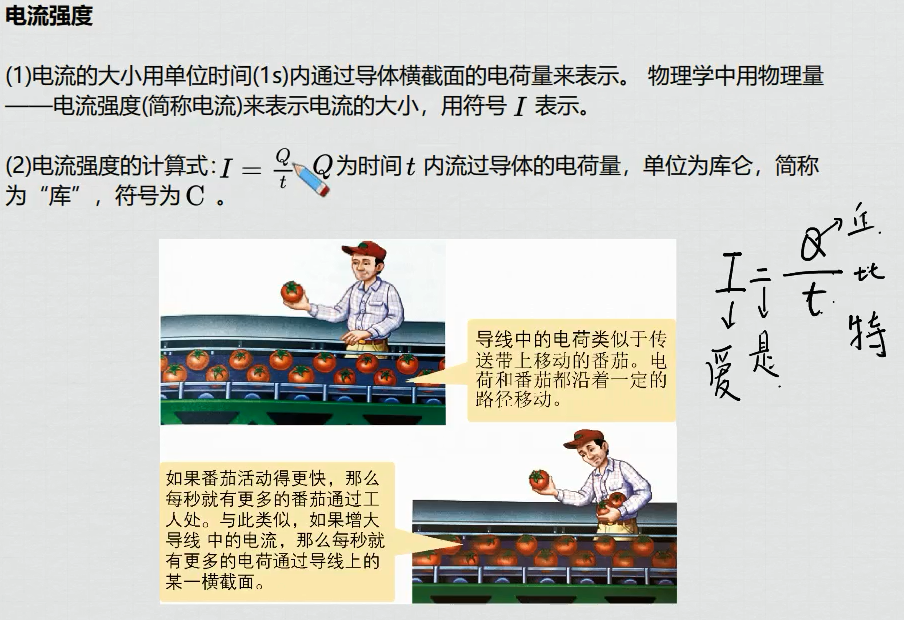 电流强度
(1)电流的大小用单位时间(1s)内通过导体横截面的电荷量来表示。 物理学中用物理量
——电流强度(简称电流)来表示电流的大小，用符号 I 表示。
(2)电流强度的计算式: I = Q/t Q为时间 t 内流过导体的电荷量，单位为库仑，简称
为“库”，符号为 C 。
导线中的电荷类似于传
送带上移动的番茄。电
荷和番茄都沿着一定的
路径移动。
如果番茄活动得更快，那么
每秒就有更多的番茄通过工
人处。与此类似，如果增大
导线 中的电流，那么每秒就
有更多的电荷通过导线上的
某一横截面。
I = Q/t
比
特
爱 是